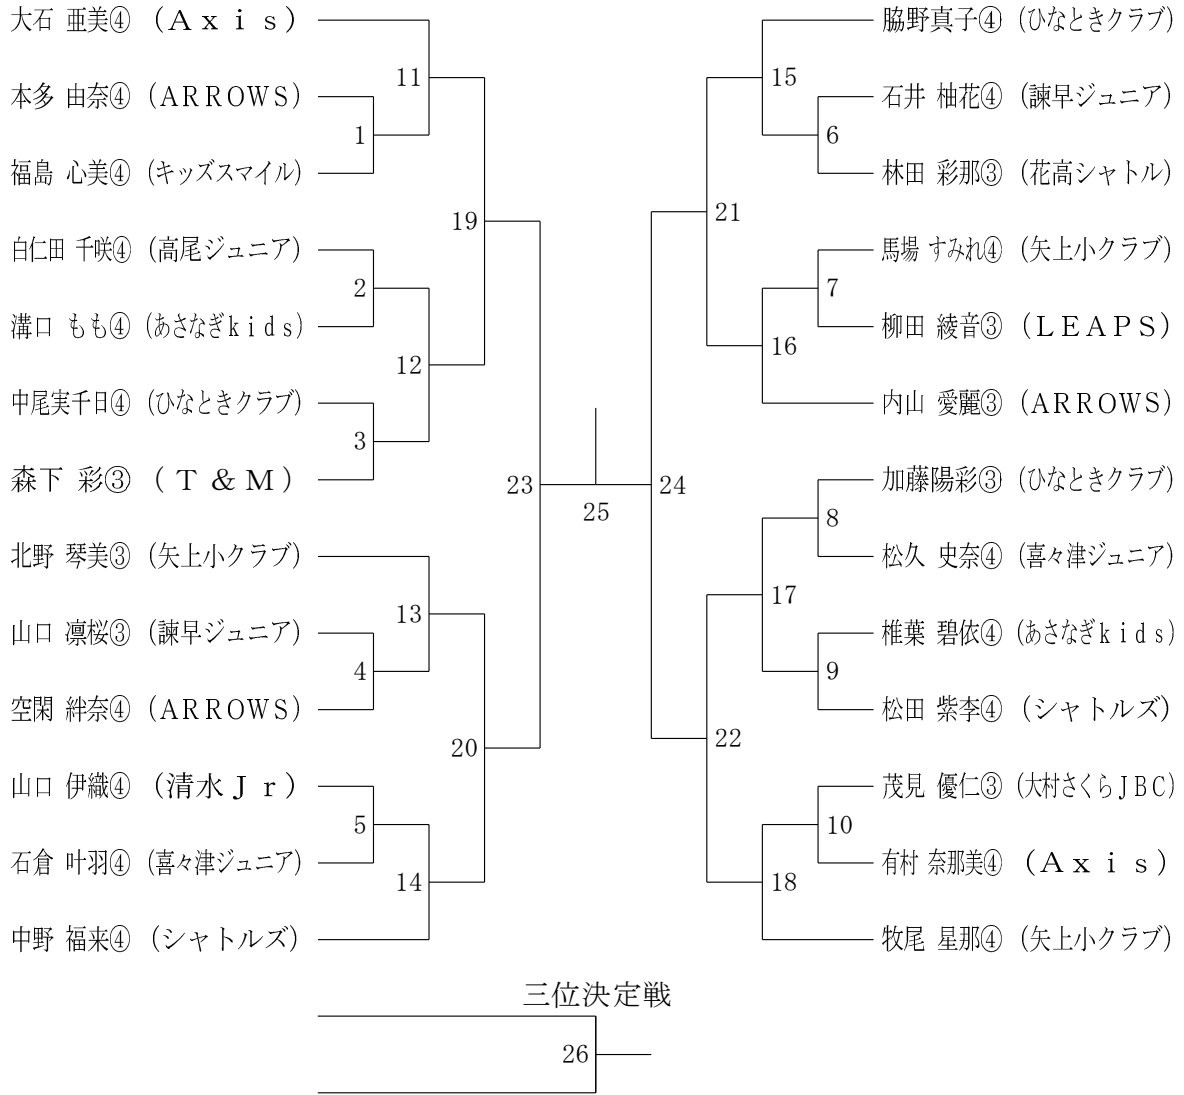 大石 亜美④ （Ａｘｉｓ）
本多 由奈④ （ＡＲＲＯＷＳ）
福島 心美④ （キッズスマイル）
白仁田 千咲④ （高尾ジュニア）
溝口 もも④ （あさなぎｋｉｄｓ）
中尾実千日④ （ひなときクラブ）
森下 彩③ （Ｔ＆Ｍ）
北野 琴美③ （矢上小クラブ）
山口 凛桜③ （諫早ジュニア）
空閑 絆奈④ （ＡＲＲＯＷＳ）
山口 伊織④ （清水Ｊｒ）
石倉 叶羽④ （喜々津ジュニア）
中野 福来④ （シャトルズ）
1
2
3
4
5
11
12
13
14
19
20
23
25
24
21
22
15
16
17
18
6
7
8
9
10
脇野真子④ （ひなときクラブ）
石井 柚花④ （諫早ジュニア）
林田 彩那③ （花高シャトル）
馬場 すみれ④ （矢上小クラブ）
柳田 綾音③ （ＬＥＡＰＳ）
内山 愛麗③ （ＡＲＲＯＷＳ）
加藤陽彩③ （ひなときクラブ）
松久 史奈④ （喜々津ジュニア）
椎葉 碧依④ （あさなぎｋｉｄｓ）
松田 紫李④ （シャトルズ）
茂見 優仁③ （大村さくらＪＢＣ）
有村 奈那美④ （Ａｘｉｓ）
牧尾 星那④ （矢上小クラブ）
三位決定戦
26